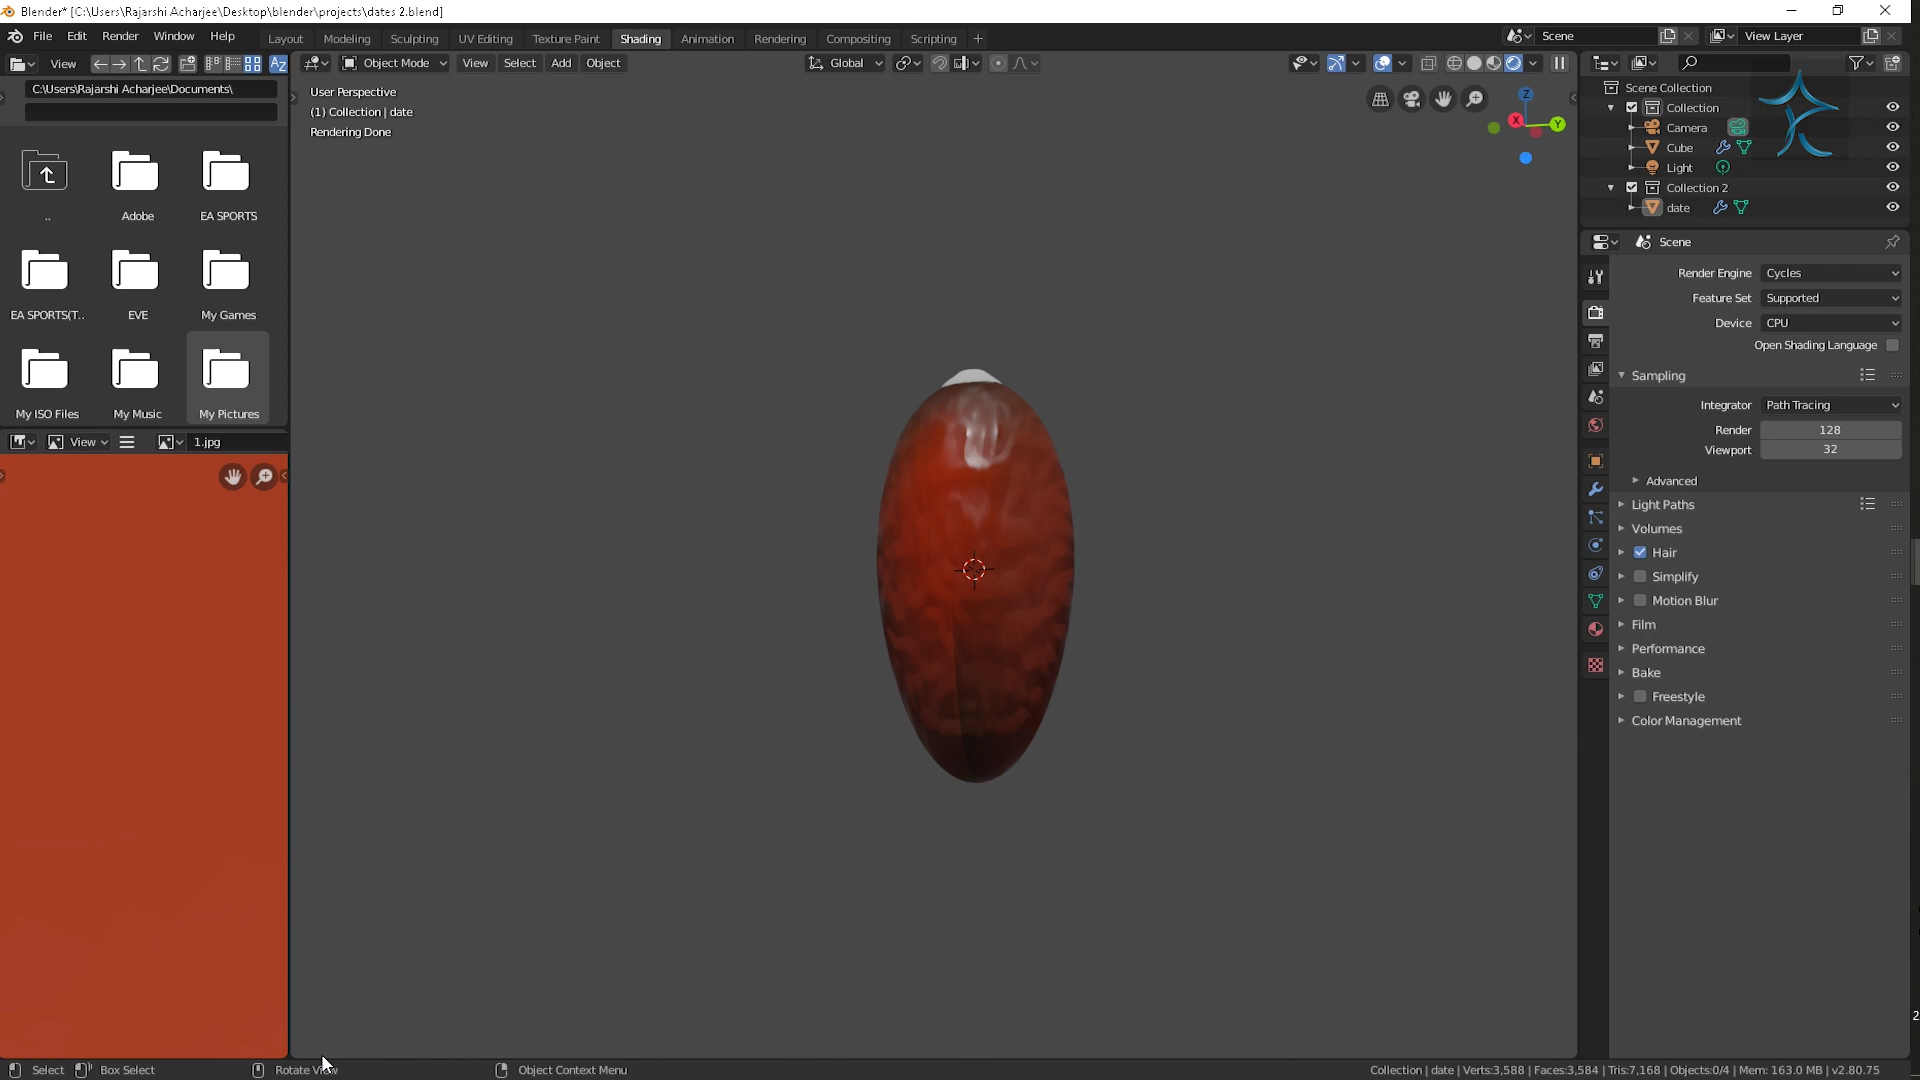 Blender* [C:\Users\Rajarshi Acharjee\Desktop\blender\projects\dates 2.blend]
File Edit Render Window Help Layout Modeling Sculpting UV Editing Texture Paint Shading Animation Rendering Compositing Scripting + Scene View Layer
View Object Mode View Select Add Object Global
C:\Users\Rajarshi Acharjee\Documents\
User Perspective
(1) Collection | date
Rendering Done
X Y Z
..
Adobe
EA SPORTS
EA SPORTS(T..
EVE
My Games
My ISO Files
My Music
My Pictures
View 1.jpg
Scene Collection
Collection
Camera
Cube
Light
Collection 2
date
Scene
Render Engine Cycles
Feature Set Supported
Device CPU
Open Shading Language
Sampling
Integrator Path Tracing
Render 128
Viewport 32
Advanced
Light Paths
Volumes
Hair
Simplify
Motion Blur
Film
Performance
Bake
Freestyle
Color Management
2
Select Box Select Rotate View Object Context Menu Collection | date | Verts:3,588 | Faces:3,584 | Tris:7,168 | Objects:0/4 | Mem: 163.0 MB | v2.80.75